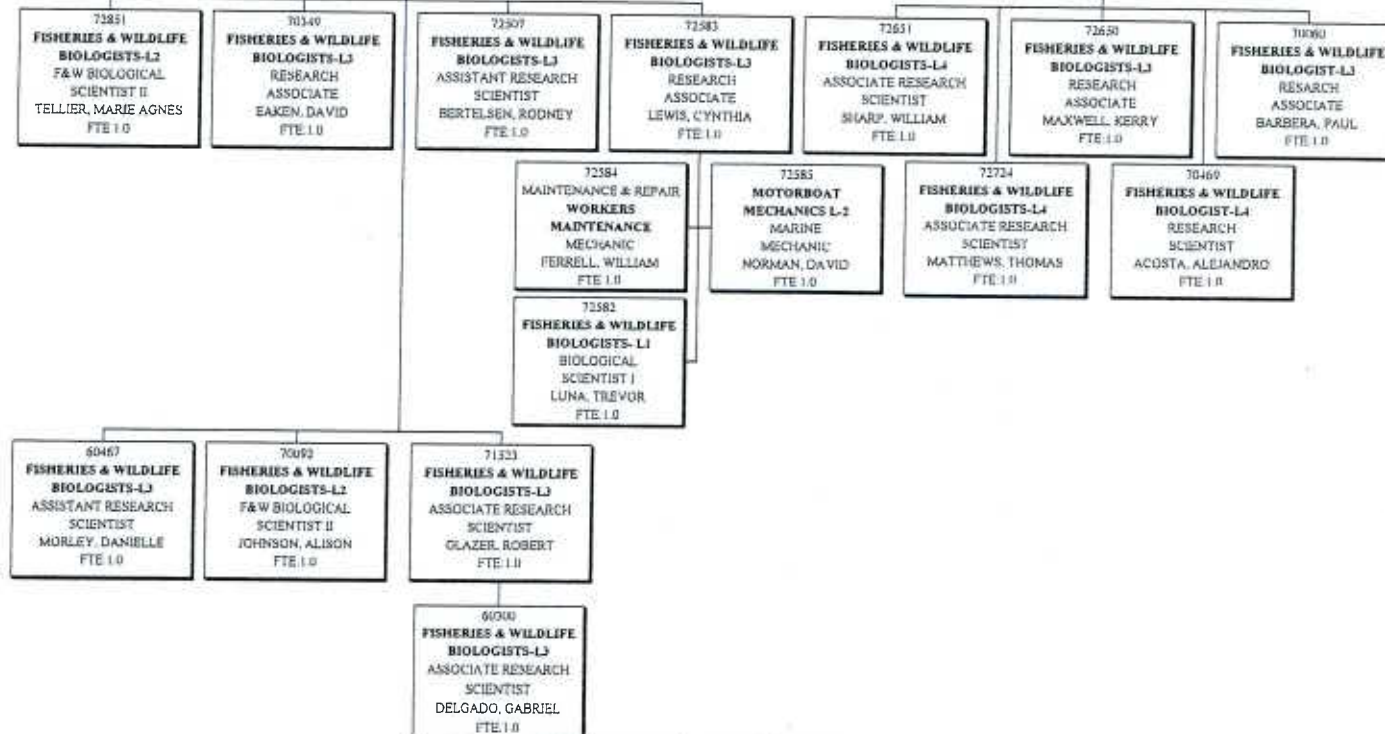 72851
FISHERIES & WILDLIFE
BIOLOGISTS-L2
F&W BIOLOGICAL
SCIENTIST II
TELLIER, MARIE AGNES
FTE 1.0
70349
FISHERIES & WILDLIFE
BIOLOGISTS-L3
RESEARCH
ASSOCIATE
EAKEN, DAVID
FTE 1.0
72507
FISHERIES & WILDLIFE
BIOLOGISTS-L3
ASSISTANT RESEARCH
SCIENTIST
BERTELSEN, RODNEY
FTE 1.0
72583
FISHERIES & WILDLIFE
BIOLOGISTS-L3
RESEARCH
ASSOCIATE
LEWIS, CYNTHIA
FTE 1.0
72651
FISHERIES & WILDLIFE
BIOLOGISTS-L4
ASSOCIATE RESEARCH
SCIENTIST
SHARP, WILLIAM
FTE 1.0
72650
FISHERIES & WILDLIFE
BIOLOGISTS-L3
RESEARCH
ASSOCIATE
MAXWELL, KERRY
FTE 1.0
FISHERIES & WILDLIFE
BIOLOGIST-L3
RESARCH
ASSOCIATE
BARBERA, PAUL
FTE 1.0
72584
MAINTENANCE & REPAIR
WORKERS
MAINTENANCE
MECHANIC
FERRELL, WILLIAM
FTE 1.0
72585
MOTORBOAT
MECHANICS L-2
MARINE
MECHANIC
NORMAN, DAVID
FTE 1.0
72724
FISHERIES & WILDLIFE
BIOLOGISTS-L4
ASSOCIATE RESEARCH
SCIENTIST
MATTHEWS, THOMAS
FTE 1.0
70469
FISHERIES & WILDLIFE
BIOLOGIST-L4
RESEARCH
SCIENTIST
ACOSTA, ALEJANDRO
FTE 1.0
72582
FISHERIES & WILDLIFE
BIOLOGISTS- L1
BIOLOGICAL
SCIENTIST I
LUNA, TREVOR
FTE 1.0
60467
FISHERIES & WILDLIFE
BIOLOGISTS-L3
ASSISTANT RESEARCH
SCIENTIST
MORLEY, DANIELLE
FTE 1.0
70092
FISHERIES & WILDLIFE
BIOLOGISTS-L2
F&W BIOLOGICAL
SCIENTIST II
JOHNSON, ALISON
FTE 1.0
71523
FISHERIES & WILDLIFE
BIOLOGISTS-L3
ASSOCIATE RESEARCH
SCIENTIST
GLAZER, ROBERT
FTE 1.0
60300
FISHERIES & WILDLIFE
BIOLOGISTS-L3
ASSOCIATE RESEARCH
SCIENTIST
DELGADO, GABRIEL
FTE 1.0